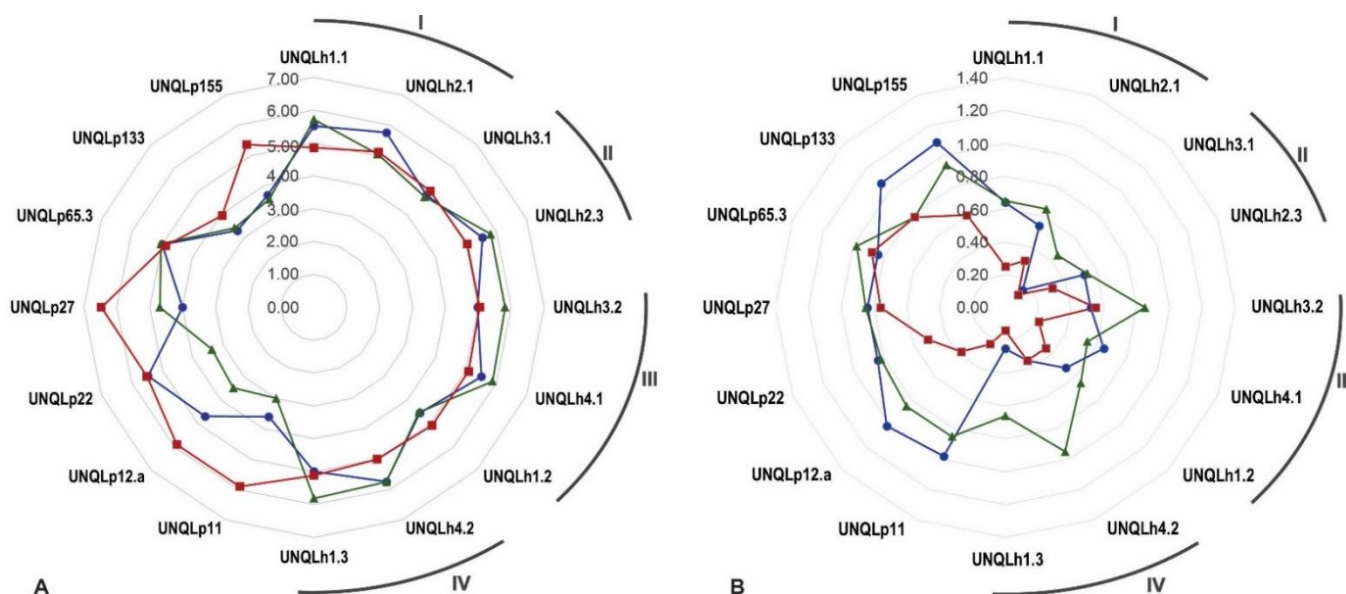 I
UNQLh1.1
UNQLp155
7.00
UNQLh2.1
6.00
UNQLp133
5.00
UNQLh3.1
II
4.00
UNQLp65.3
3.00
UNQLh2.3
2.00
1.00
UNQLp27
0.00
UNQLh3.2
III
UNQLp22
UNQLh4.1
UNQLp12.a
UNQLh1.2
UNQLp11
UNQLh4.2
UNQLh1.3
IV
A
I
UNQLh1.1
UNQLp155
1.40
UNQLh2.1
1.20
UNQLp133
1.00
UNQLh3.1
II
0.80
UNQLp65.3
0.60
UNQLh2.3
0.40
0.20
UNQLp27
0.00
UNQLh3.2
II
UNQLp22
UNQLh4.1
UNQLp12.a
UNQLh1.2
UNQLp11
UNQLh4.2
UNQLh1.3
IV
B